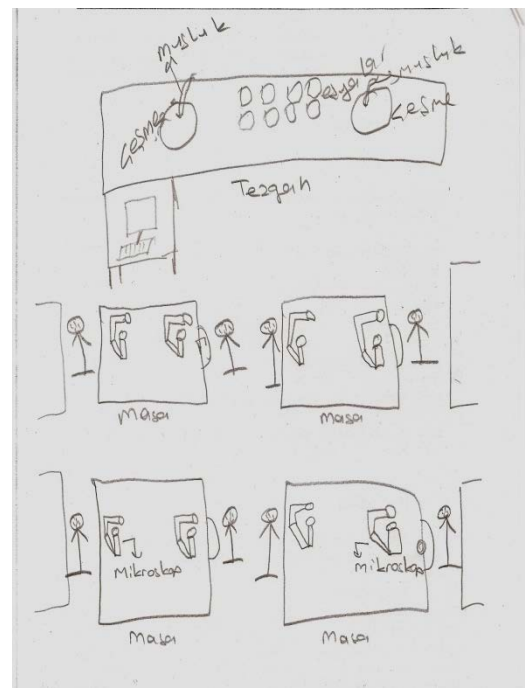 musluk
musluk
eşyalar
çeşme
çeşme
Tezgah
masa
masa
mikroskop
mikroskop
masa
masa